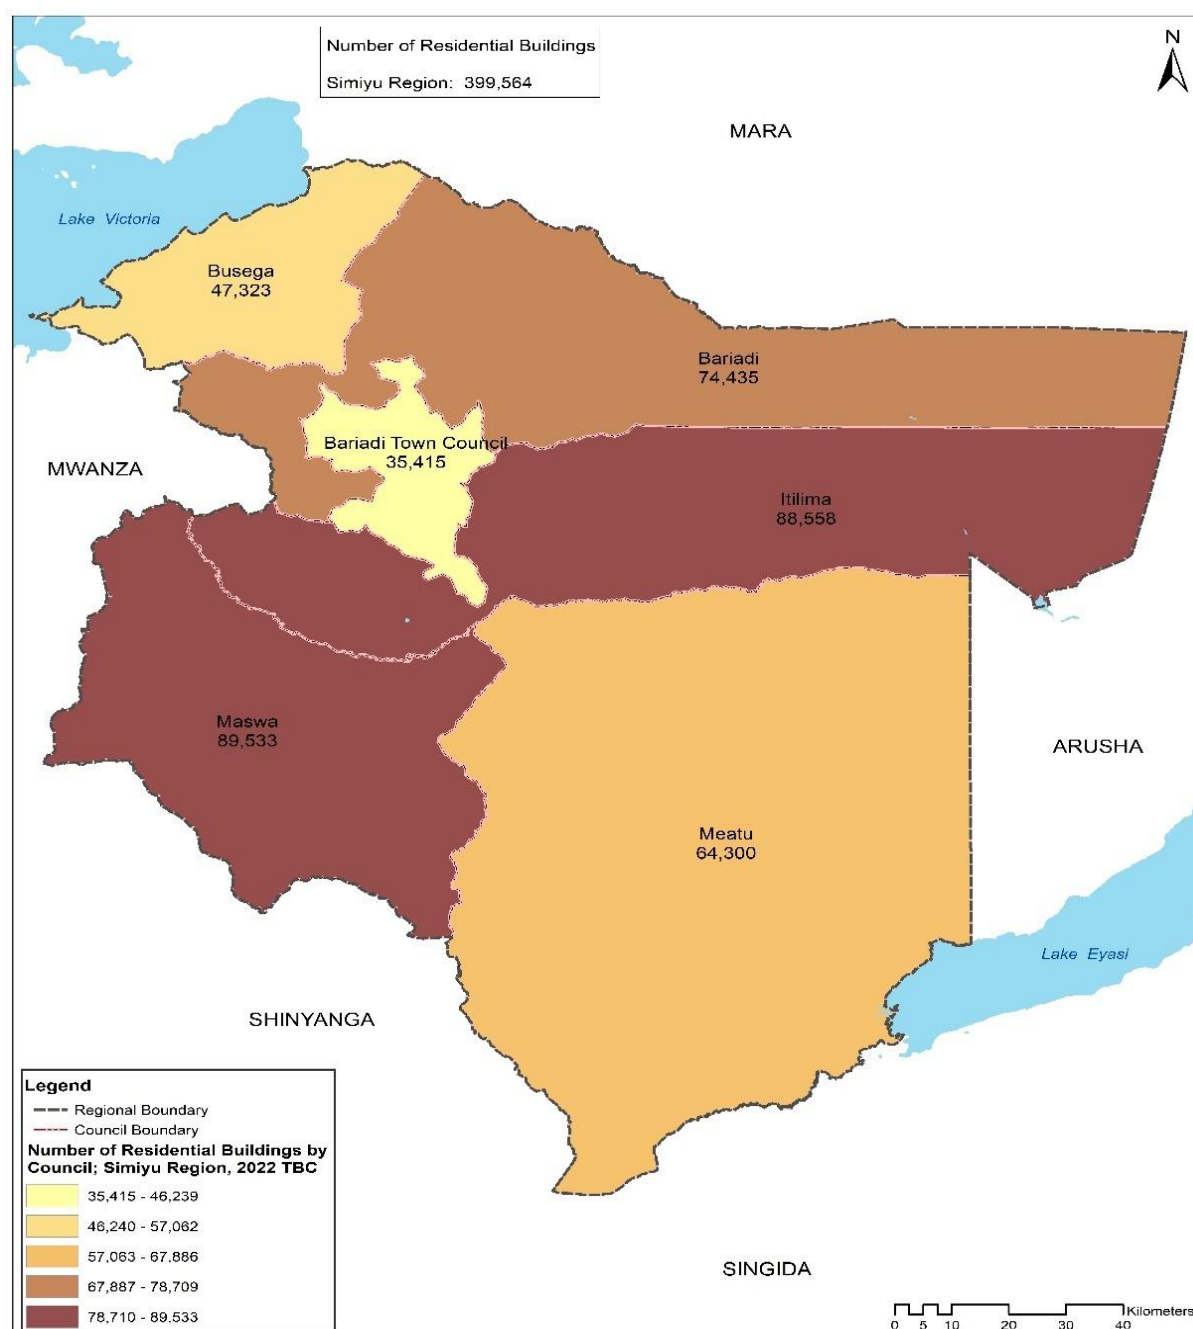 Number of Residential Buildings
Simiyu Region: 399,564
N
MARA
Lake Victoria
Busega
47,323
Bariadi
74,435
Bariadi Town Council
35,415
MWANZA
Itilima
88,558
Maswa
89,533
ARUSHA
Meatu
64,300
Lake Eyasi
SHINYANGA
SINGIDA
Legend
Regional Boundary
Council Boundary
Number of Residential Buildings by
Council; Simiyu Region, 2022 TBC
35,415 - 46,239
46,240 - 57,062
57,063 - 67,886
67,887 - 78,709
78,710 - 89,533
Kilometers
0 5 10 20 30 40